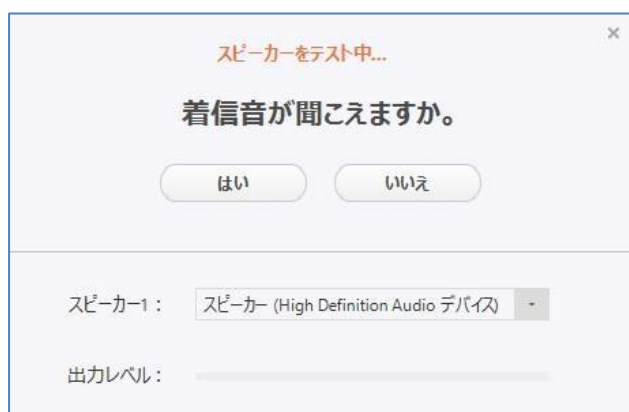 スピーカーをテスト中...
着信音が聞こえますか。
はい
いいえ
スピーカー1：
スピーカー (High Definition Audio デバイス)
出力レベル：